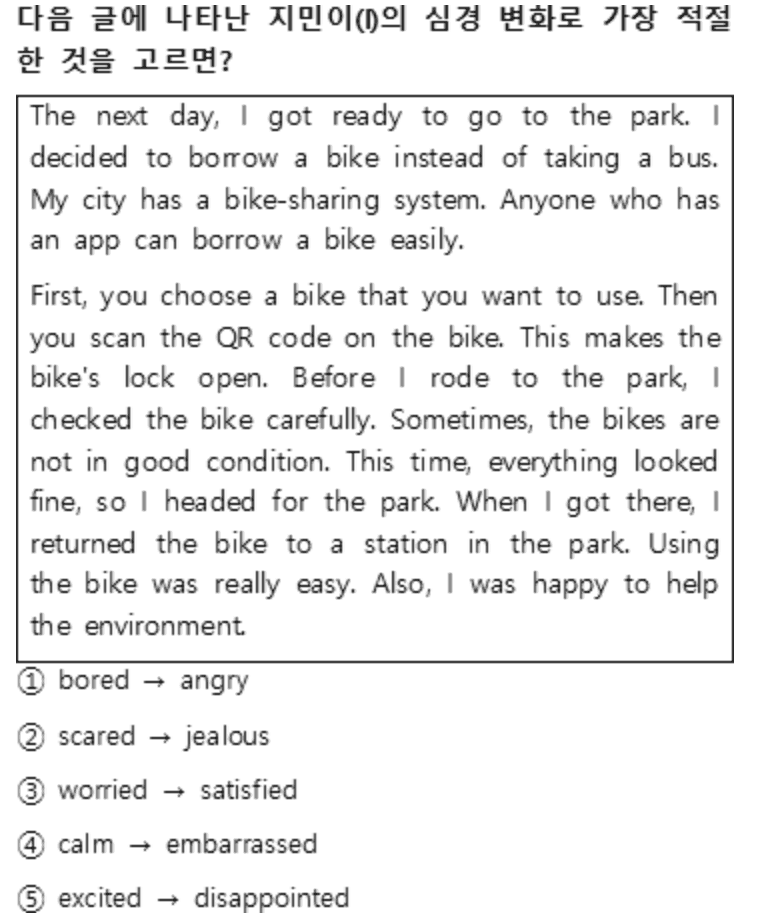 다음 글에 나타난 지민이(I)의 심경 변화로 가장 적절
한 것을 고르면?
The next day, I got ready to go to the park. I
decided to borrow a bike instead of taking a bus.
My city has a bike-sharing system. Anyone who has
an app can borrow a bike easily.
First, you choose a bike that you want to use. Then
you scan the QR code on the bike. This makes the
bike's lock open. Before I rode to the park, I
checked the bike carefully. Sometimes, the bikes are
not in good condition. This time, everything looked
fine, so I headed for the park. When I got there, I
returned the bike to a station in the park. Using
the bike was really easy. Also, I was happy to help
the environment.
① bored → angry
② scared → jealous
③ worried → satisfied
④ calm → embarrassed
⑤ excited → disappointed